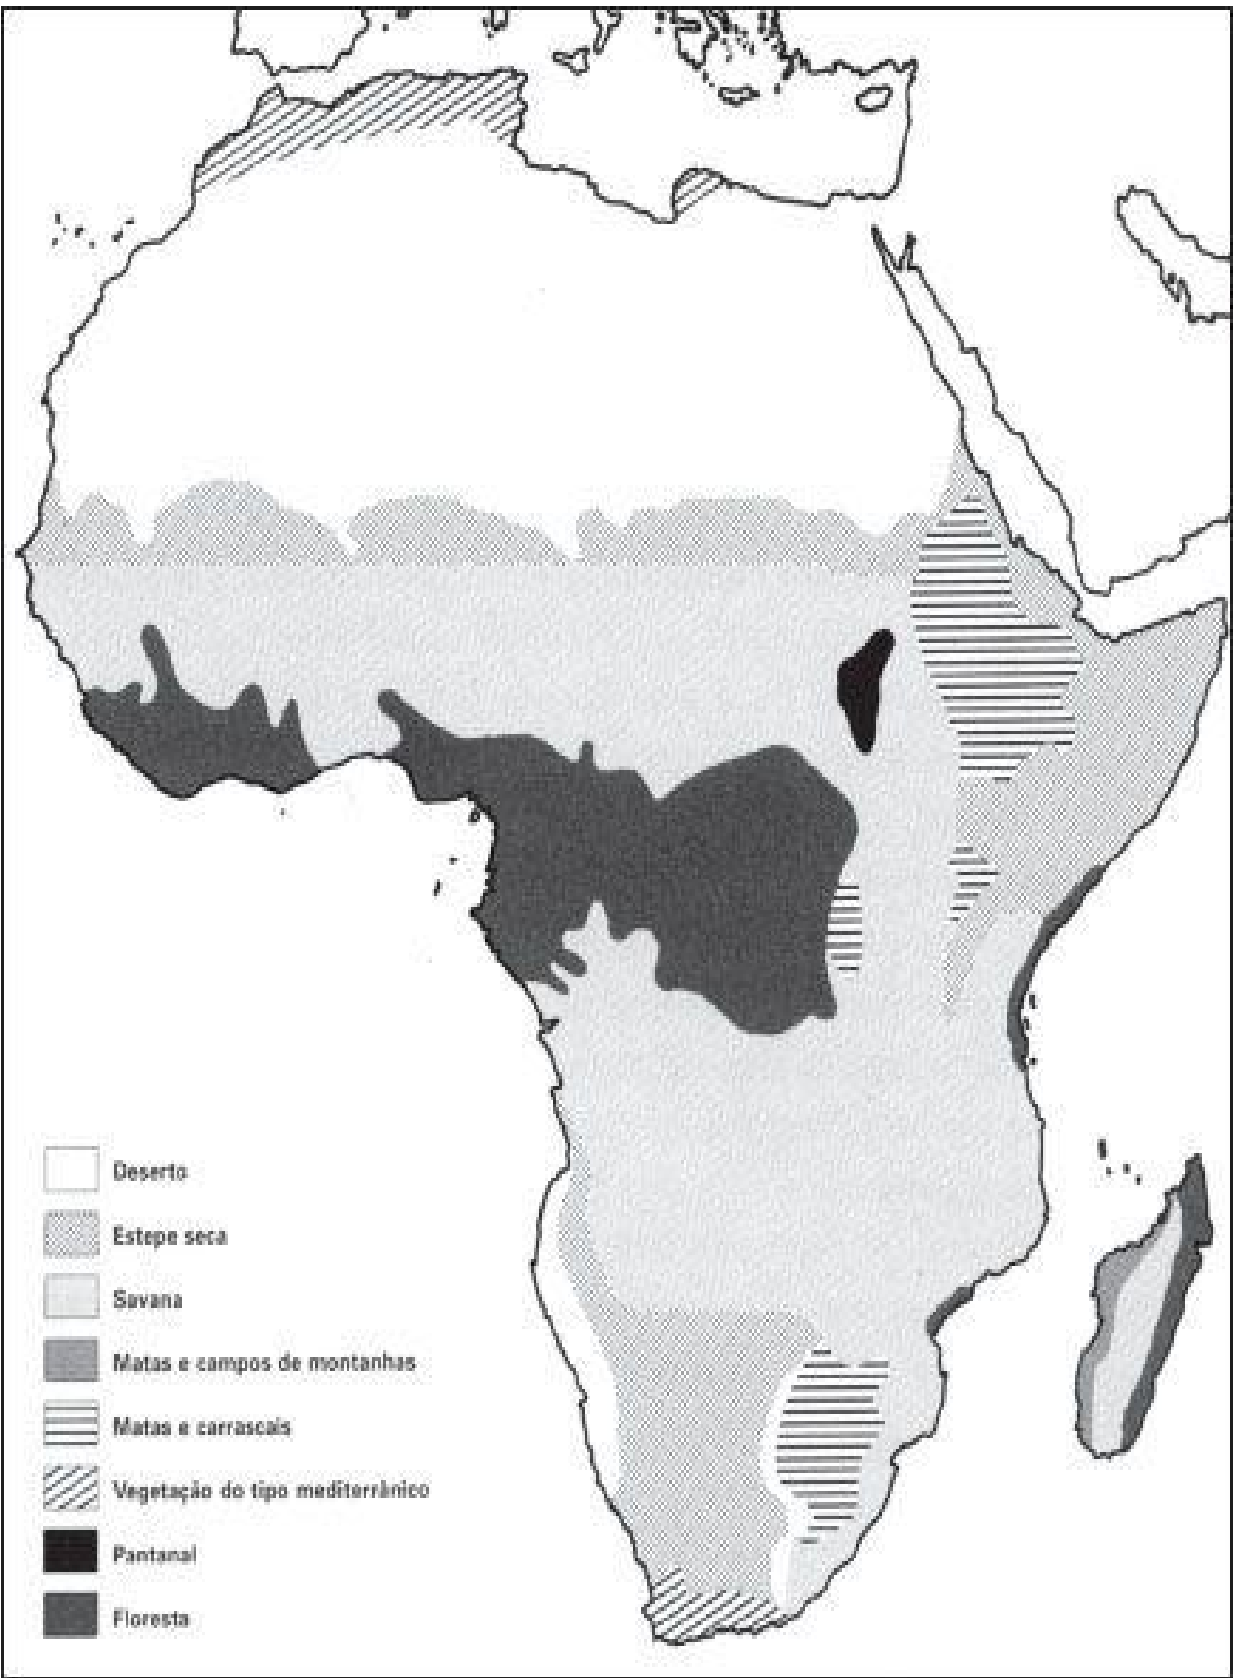 Deserto
Estepe seca
Savana
Matas e campos de montanhas
Matas e carrascais
Vegetação do tipo mediterrânico
Pantanal
Floresta